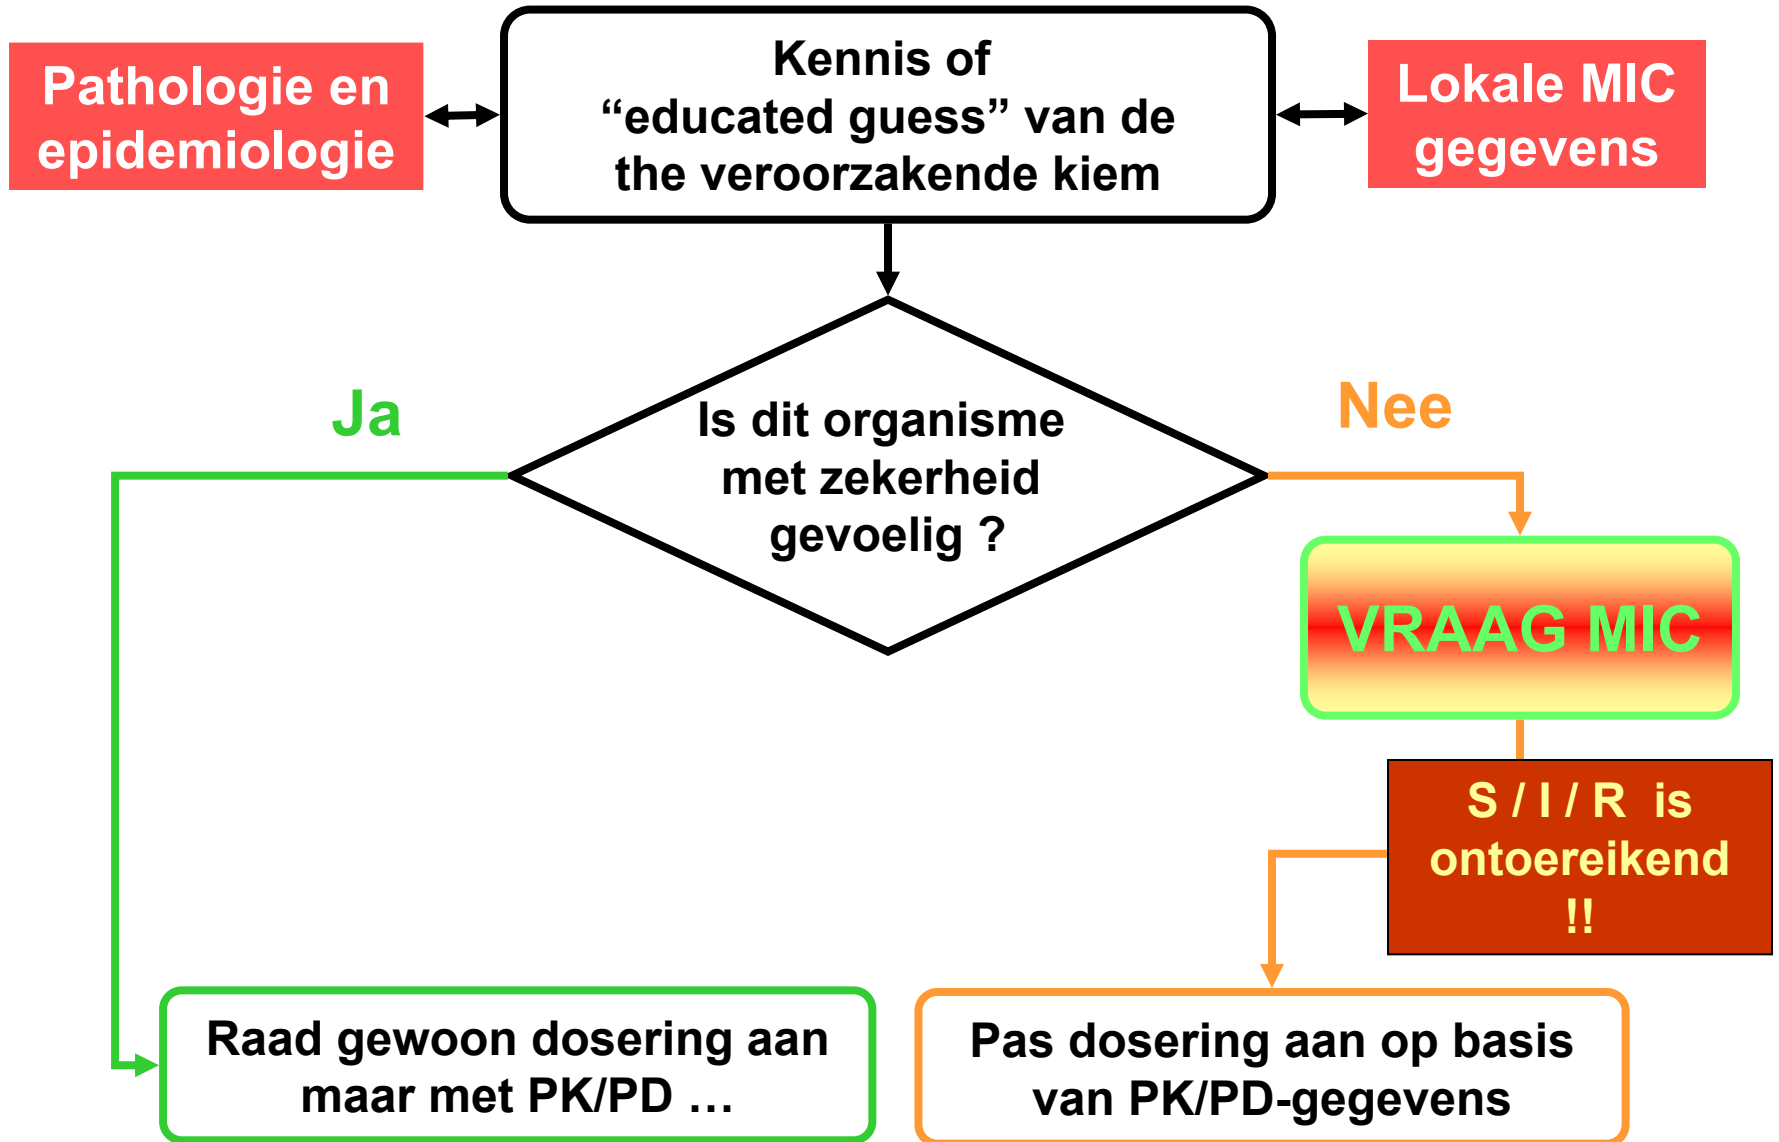 Pathologie en
epidemiologie
Kennis of
“educated guess” van de
the veroorzakende kiem
Lokale MIC
gegevens
Ja
Is dit organisme
met zekerheid
gevoelig ?
Nee
VRAAG MIC
S / I / R is
ontoereikend
!!
Raad gewoon dosering aan
maar met PK/PD …
Pas dosering aan op basis
van PK/PD-gegevens